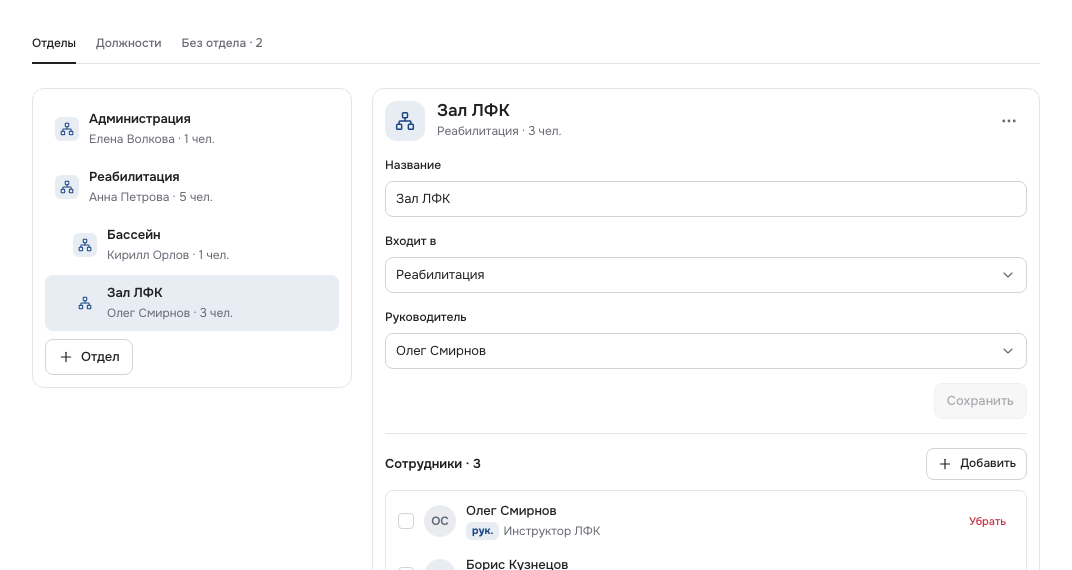 Отделы Должности Без отдела · 2
Администрация
Елена Волкова · 1 чел.
Реабилитация
Анна Петрова · 5 чел.
Бассейн
Кирилл Орлов · 1 чел.
Зал ЛФК
Олег Смирнов · 3 чел.
Отдел
Зал ЛФК
Реабилитация · 3 чел.
Название
Зал ЛФК
Входит в
Реабилитация
Руководитель
Олег Смирнов
Сохранить
Сотрудники · 3
Добавить
ОС
Олег Смирнов
рук. Инструктор ЛФК
Убрать
Борис Кузнецов